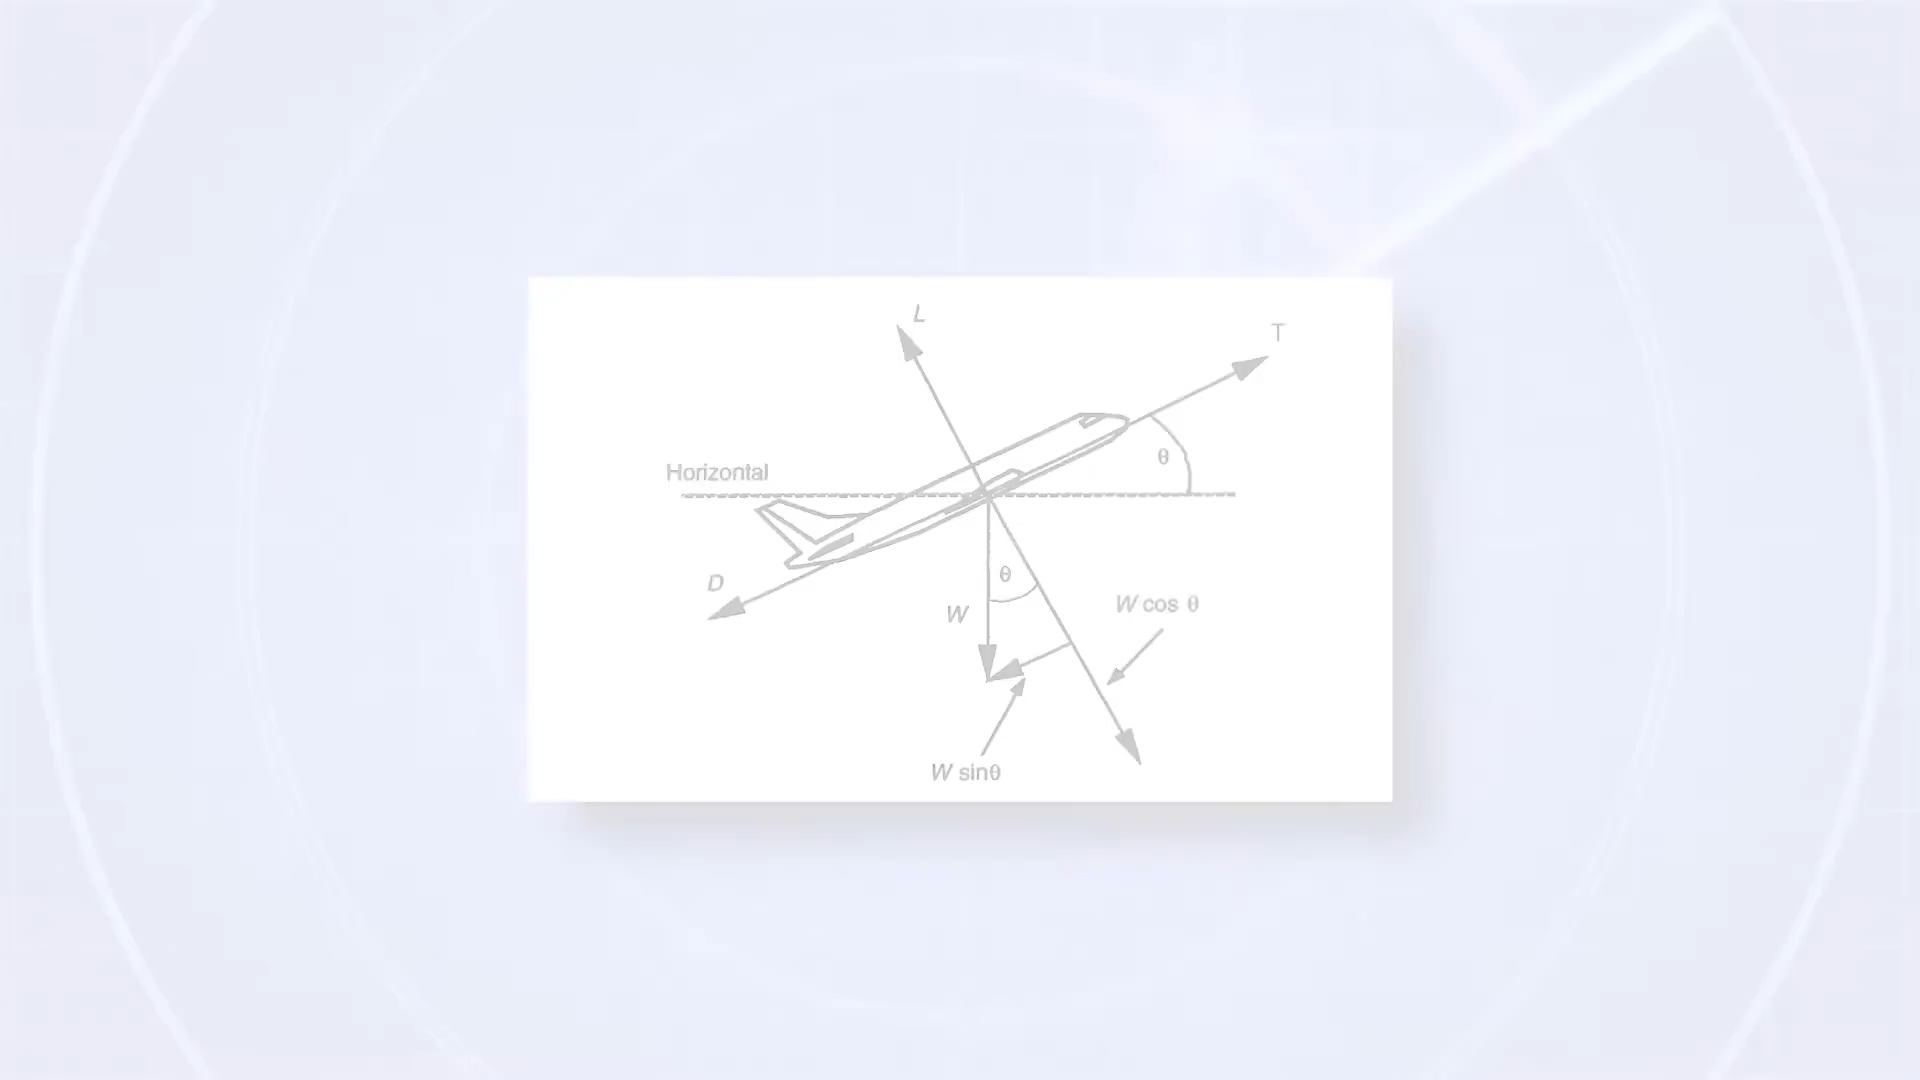 L
T
θ
Horizontal
D
θ
W
W cos θ
W sinθ